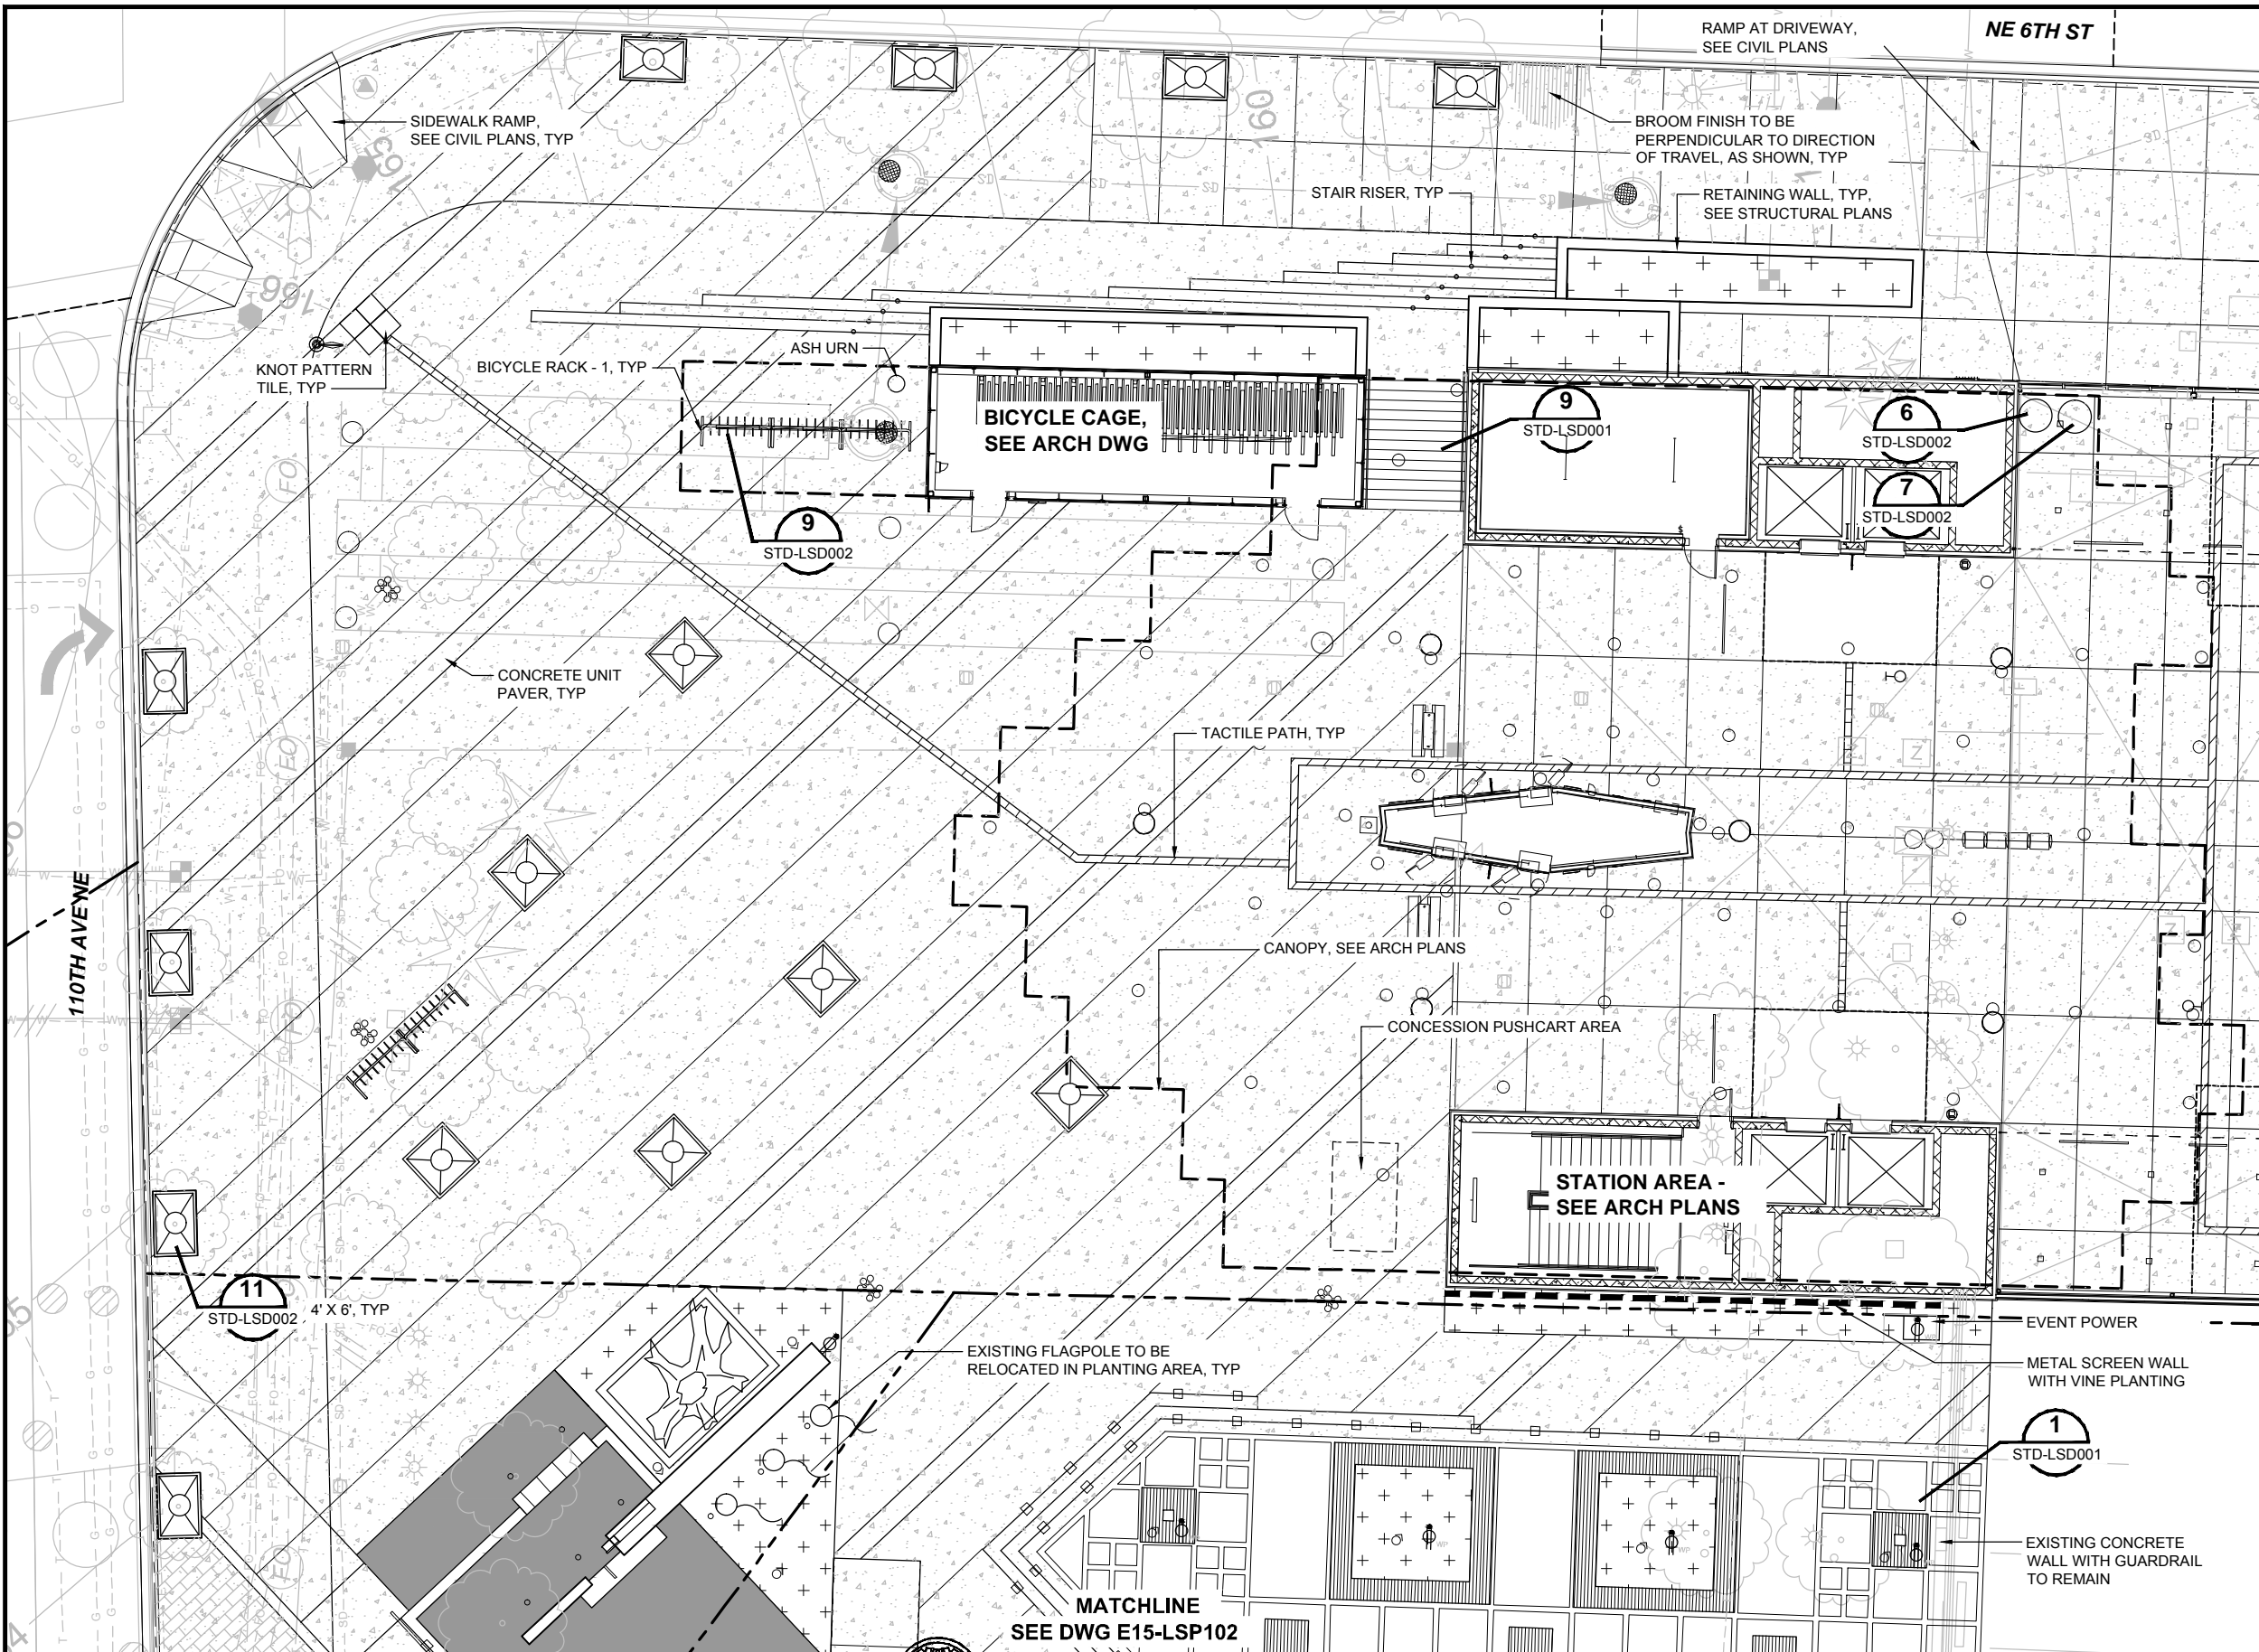 RAMP AT DRIVEWAY,
SEE CIVIL PLANS
NE 6TH ST
SIDEWALK RAMP,
SEE CIVIL PLANS, TYP
163
160
BROOM FINISH TO BE
PERPENDICULAR TO DIRECTION
OF TRAVEL, AS SHOWN, TYP
STAIR RISER, TYP
RETAINING WALL, TYP,
SEE STRUCTURAL PLANS
166
KNOT PATTERN
TILE, TYP
BICYCLE RACK - 1, TYP
ASH URN
BICYCLE CAGE,
SEE ARCH DWG
9
STD-LSD001
6
STD-LSD002
7
STD-LSD002
9
STD-LSD002
CONCRETE UNIT
PAVER, TYP
TACTILE PATH, TYP
110TH AVE NE
CANOPY, SEE ARCH PLANS
CONCESSION PUSHCART AREA
STATION AREA -
SEE ARCH PLANS
11
STD-LSD002
4' X 6', TYP
EXISTING FLAGPOLE TO BE
RELOCATED IN PLANTING AREA, TYP
EVENT POWER
METAL SCREEN WALL
WITH VINE PLANTING
1
STD-LSD001
EXISTING CONCRETE
WALL WITH GUARDRAIL
TO REMAIN
MATCHLINE
SEE DWG E15-LSP102